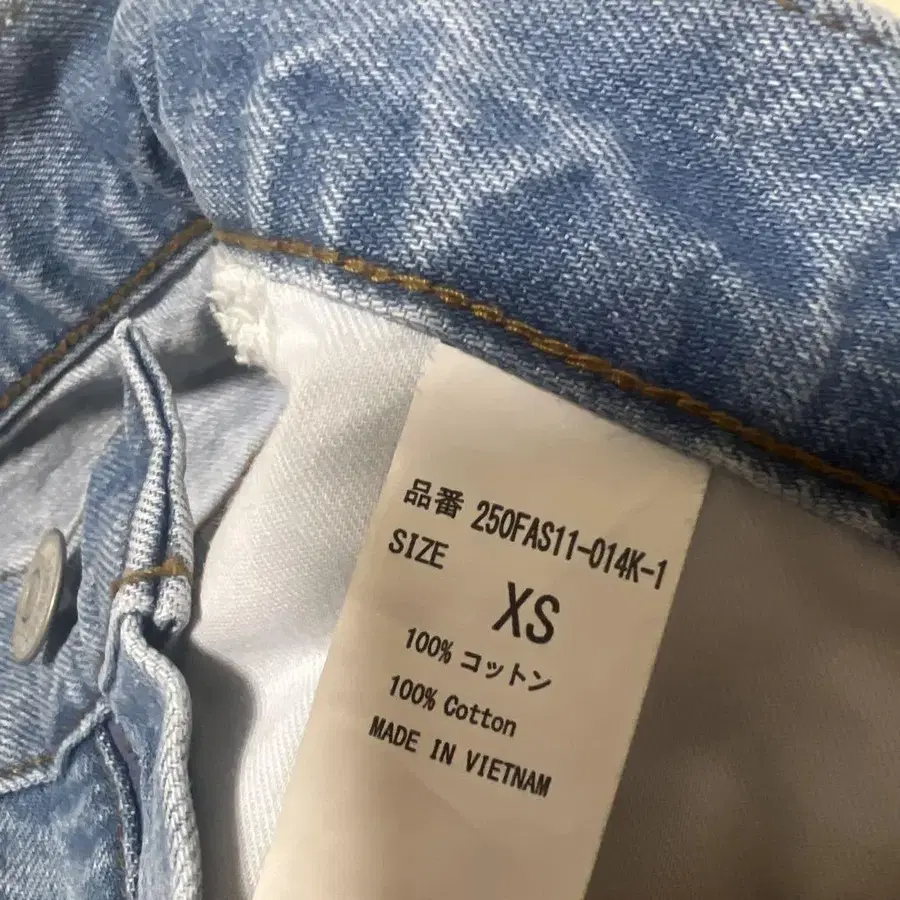 品番 250FAS11-014K-1
SIZE
XS
100% コットン
100% Cotton
MADE IN VIETNAM